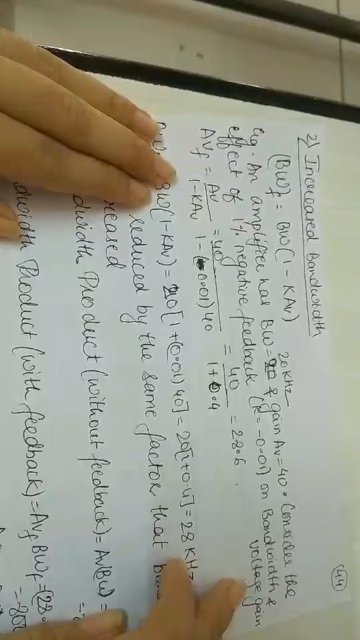 44
2) Increased Bandwidth
(BW)f = BW(1 - KAv)
eg. An amplifier has BW = 20 KHz & gain Av = 40. Consider the
effect of 1% negative feedback (K = -0.01) on Bandwidth & voltage gain
Avf = Av / 1-KAv = 40 / 1-(-0.01)40 = 40 / 1+0.4 = 28.6.
BW(1-KAv) = 20[1+(0.01)40] = 20[1+0.4] = 28 KHz
reduced by the same factor that
reased
width Product (without feedback) = Av(BW) =
dwidth Product (with feedback) = Avf BWf = (28.